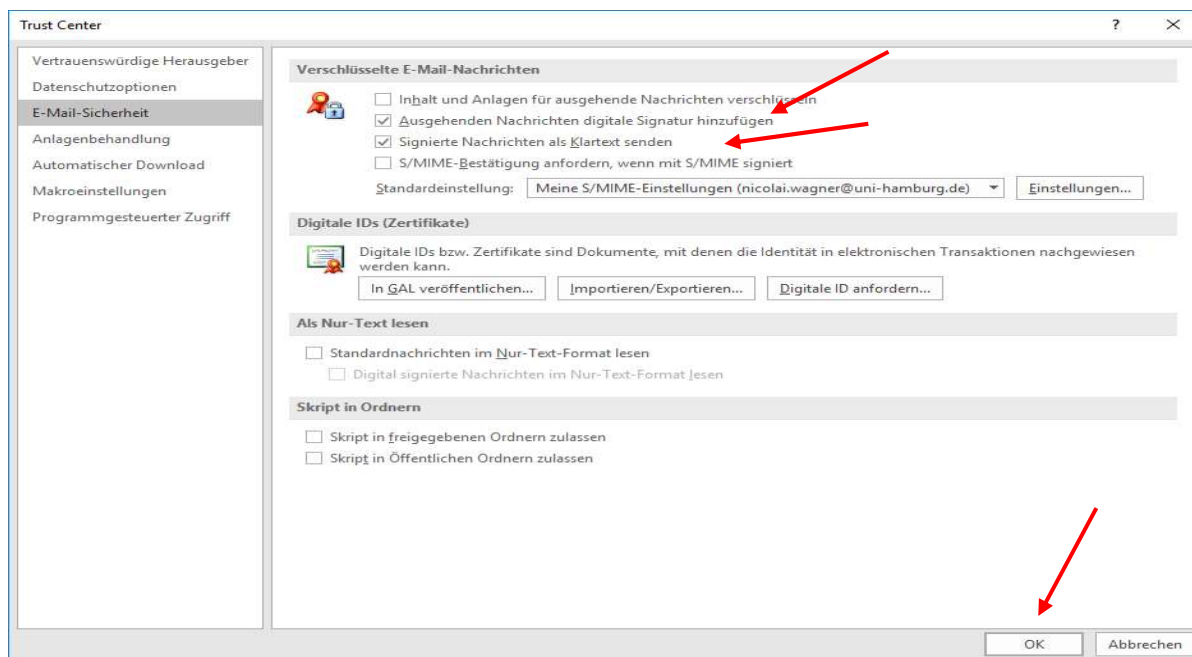 Trust Center
?
Vertrauenswürdige Herausgeber
Datenschutzoptionen
E-Mail-Sicherheit
Anlagenbehandlung
Automatischer Download
Makroeinstellungen
Programmgesteuerter Zugriff
Verschlüsselte E-Mail-Nachrichten
Inhalt und Anlagen für ausgehende Nachrichten verschlüsseln
Ausgehenden Nachrichten digitale Signatur hinzufügen
Signierte Nachrichten als Klartext senden
S/MIME-Bestätigung anfordern, wenn mit S/MIME signiert
Standardeinstellung: Meine S/MIME-Einstellungen (nicolai.wagner@uni-hamburg.de) Einstellungen...
Digitale IDs (Zertifikate)
Digitale IDs bzw. Zertifikate sind Dokumente, mit denen die Identität in elektronischen Transaktionen nachgewiesen
werden kann.
In GAL veröffentlichen... Importieren/Exportieren... Digitale ID anfordern...
Als Nur-Text lesen
Standardnachrichten im Nur-Text-Format lesen
Digital signierte Nachrichten im Nur-Text-Format lesen
Skript in Ordnern
Skript in freigegebenen Ordnern zulassen
Skript in Öffentlichen Ordnern zulassen
OK Abbrechen